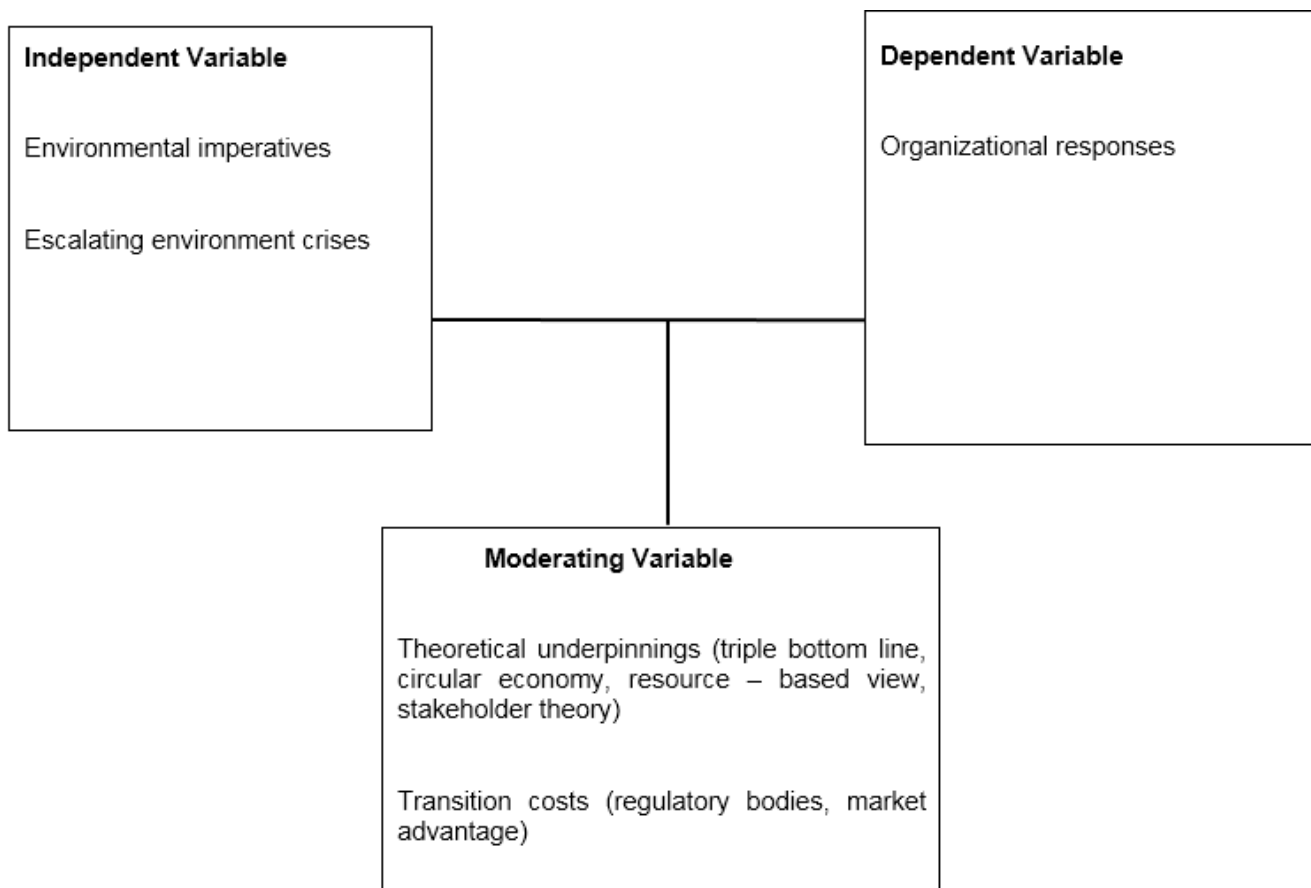 Independent Variable
Environmental imperatives
Escalating environment crises
Dependent Variable
Organizational responses
Moderating Variable
Theoretical underpinnings (triple bottom line,
circular economy, resource – based view,
stakeholder theory)
Transition costs (regulatory bodies, market
advantage)